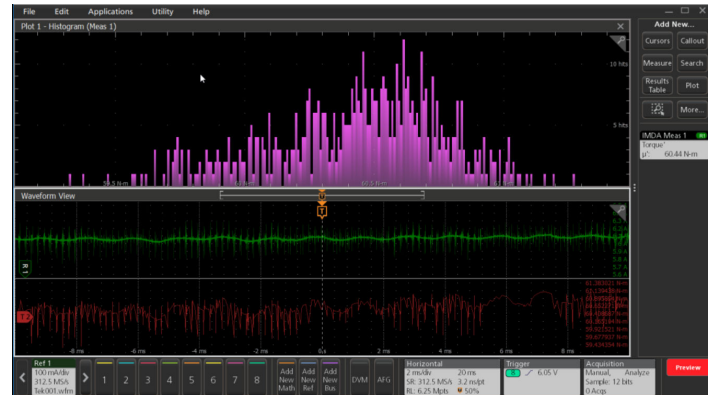 File Edit Applications Utility Help
Plot 1 - Histogram (Meas 1)
10 hits
5 hits
59.5 N·m
60.5 N·m
Waveform View
T
R 1
-8 ms -6 ms -4 ms -2 ms 0 s 2 ms 4 ms 6 ms 8 ms
Add New...
Cursors Callout
Measure Search
Results Table Plot
More...
IMDA Meas 1
Torque'
µ': 60.44 N·m
Ref 1
100 mA/div
312.5 MS/s
Tek001.wfm
1 2 3 4 5 6 7 8
Add New Math
Add New Ref
Add New Bus
DVM AFG
Horizontal
2 ms/div 20 ms
SR: 312.5 MS/s 3.2 ns/pt
RL: 6.25 Mpts 50%
Trigger
6.05 V
Acquisition
Manual, Analyze
Sample: 12 bits
0 Acqs
Preview